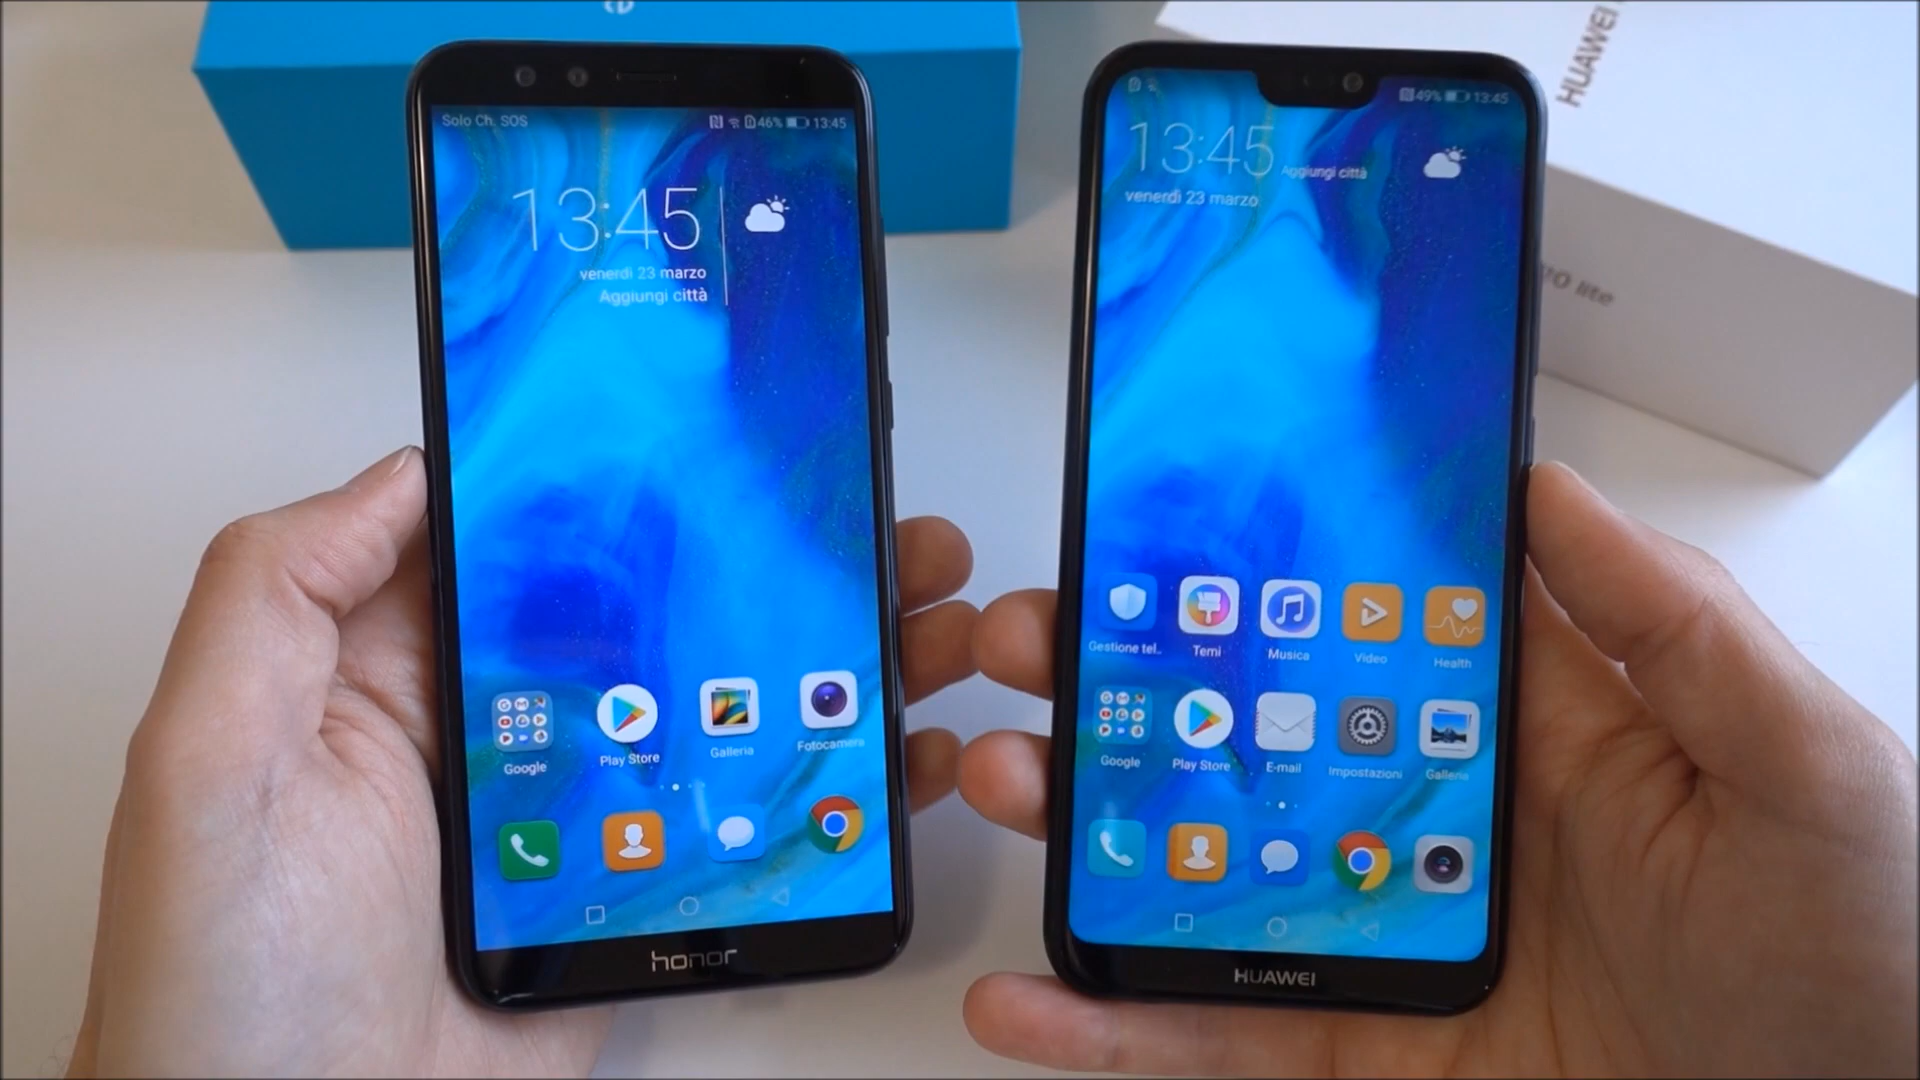 HUAWEI
20 lite
Solo Ch. SOS
46% 13:45
13:45
venerdì 23 marzo
Aggiungi città
Google
Play Store
Galleria
Fotocamera
honor
49% 13:45
13:45 Aggiungi città
venerdì 23 marzo
Gestione tel..
Temi
Musica
Video
Health
Google
Play Store
E-mail
Impostazioni
Galleria
HUAWEI